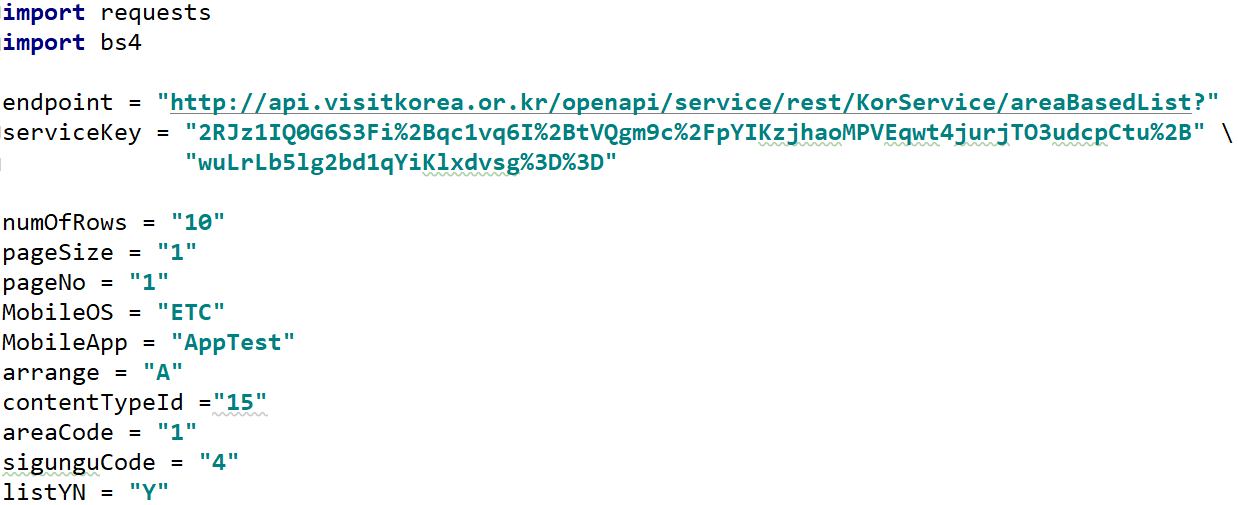 import requests
import bs4
endpoint = "http://api.visitkorea.or.kr/openapi/service/rest/KorService/areaBasedList?"
serviceKey = "2RJz1IQ0G6S3Fi%2Bqc1vq6I%2BtVQgm9c%2FpYIKzjhaoMPVEqwt4jurjTO3udcpCtu%2B" \
"wuLrLb5lg2bd1qYiKlxdvsg%3D%3D"
numOfRows = "10"
pageSize = "1"
pageNo = "1"
MobileOS = "ETC"
MobileApp = "AppTest"
arrange = "A"
contentTypeId ="15"
areaCode = "1"
sigunguCode = "4"
listYN = "Y"